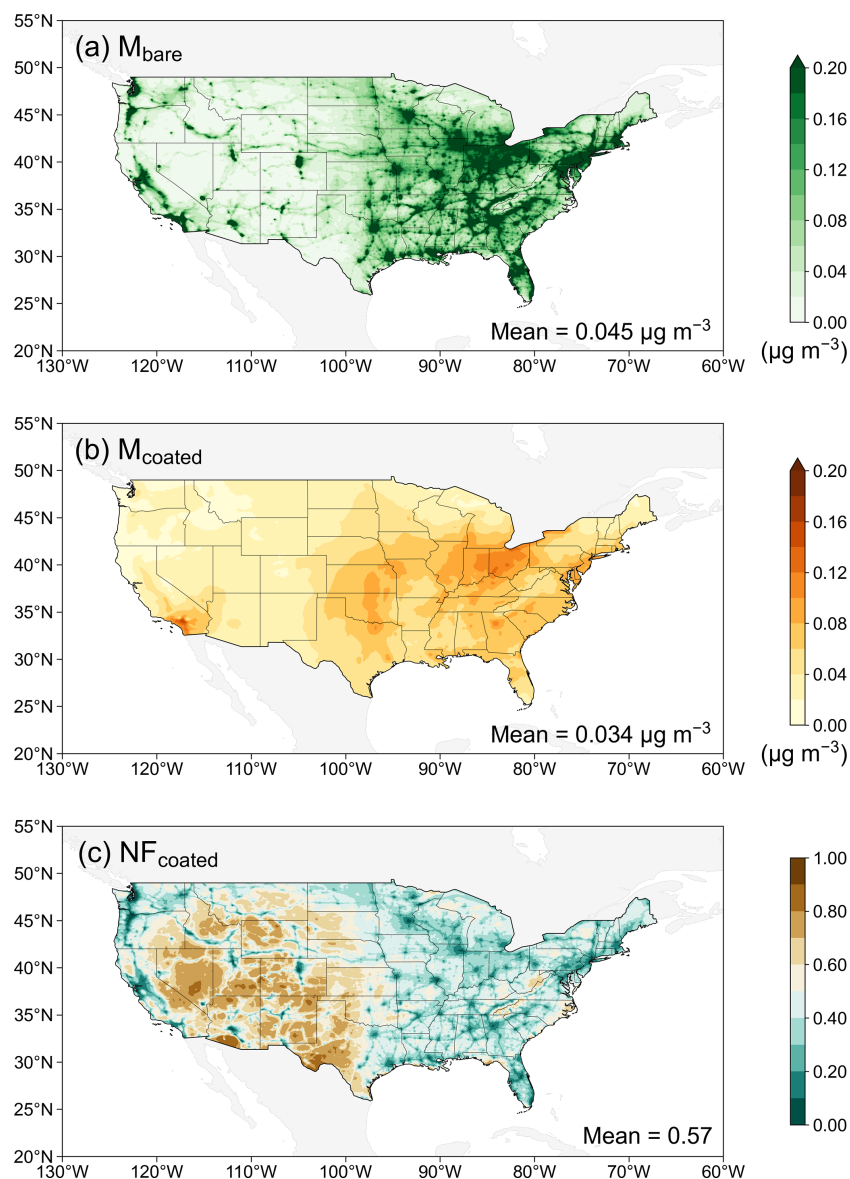 (a) M_bare
55°N
50°N
45°N
40°N
35°N
30°N
25°N
20°N
130°W 120°W 110°W 100°W 90°W 80°W 70°W 60°W
Mean = 0.045 µg m⁻³
0.20
0.16
0.12
0.08
0.04
0.00
(µg m⁻³)
(b) M_coated
55°N
50°N
45°N
40°N
35°N
30°N
25°N
20°N
130°W 120°W 110°W 100°W 90°W 80°W 70°W 60°W
Mean = 0.034 µg m⁻³
0.20
0.16
0.12
0.08
0.04
0.00
(µg m⁻³)
(c) NF_coated
55°N
50°N
45°N
40°N
35°N
30°N
25°N
20°N
130°W 120°W 110°W 100°W 90°W 80°W 70°W 60°W
Mean = 0.57
1.00
0.80
0.60
0.40
0.20
0.00